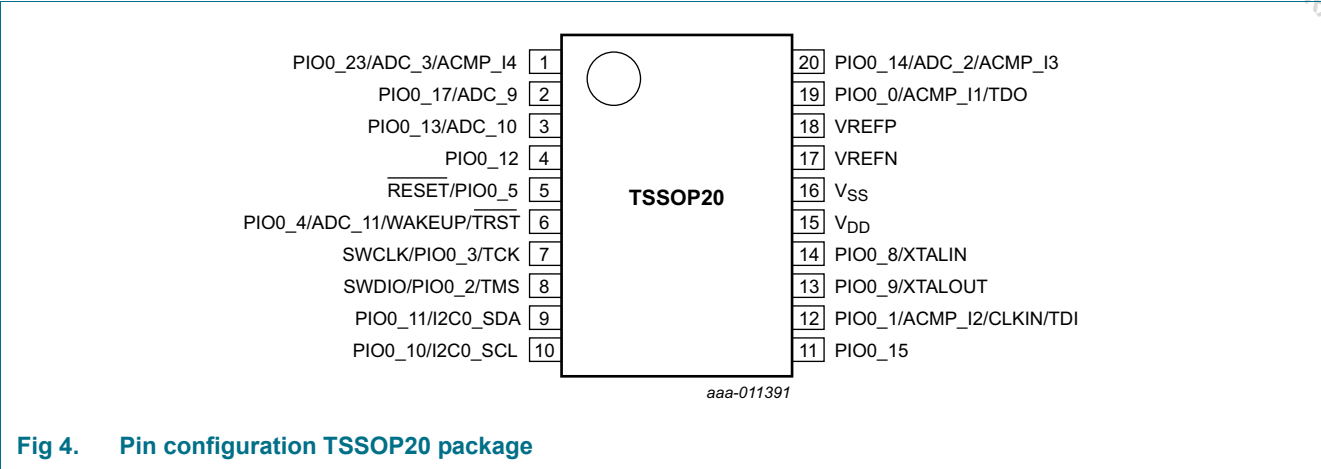 PIO0_23/ADC_3/ACMP_I4 1
PIO0_17/ADC_9 2
PIO0_13/ADC_10 3
PIO0_12 4
RESET/PIO0_5 5
PIO0_4/ADC_11/WAKEUP/TRST 6
SWCLK/PIO0_3/TCK 7
SWDIO/PIO0_2/TMS 8
PIO0_11/I2C0_SDA 9
PIO0_10/I2C0_SCL 10
TSSOP20
20 PIO0_14/ADC_2/ACMP_I3
19 PIO0_0/ACMP_I1/TDO
18 VREFP
17 VREFN
16 VSS
15 VDD
14 PIO0_8/XTALIN
13 PIO0_9/XTALOUT
12 PIO0_1/ACMP_I2/CLKIN/TDI
11 PIO0_15
aaa-011391
Fig 4. Pin configuration TSSOP20 package